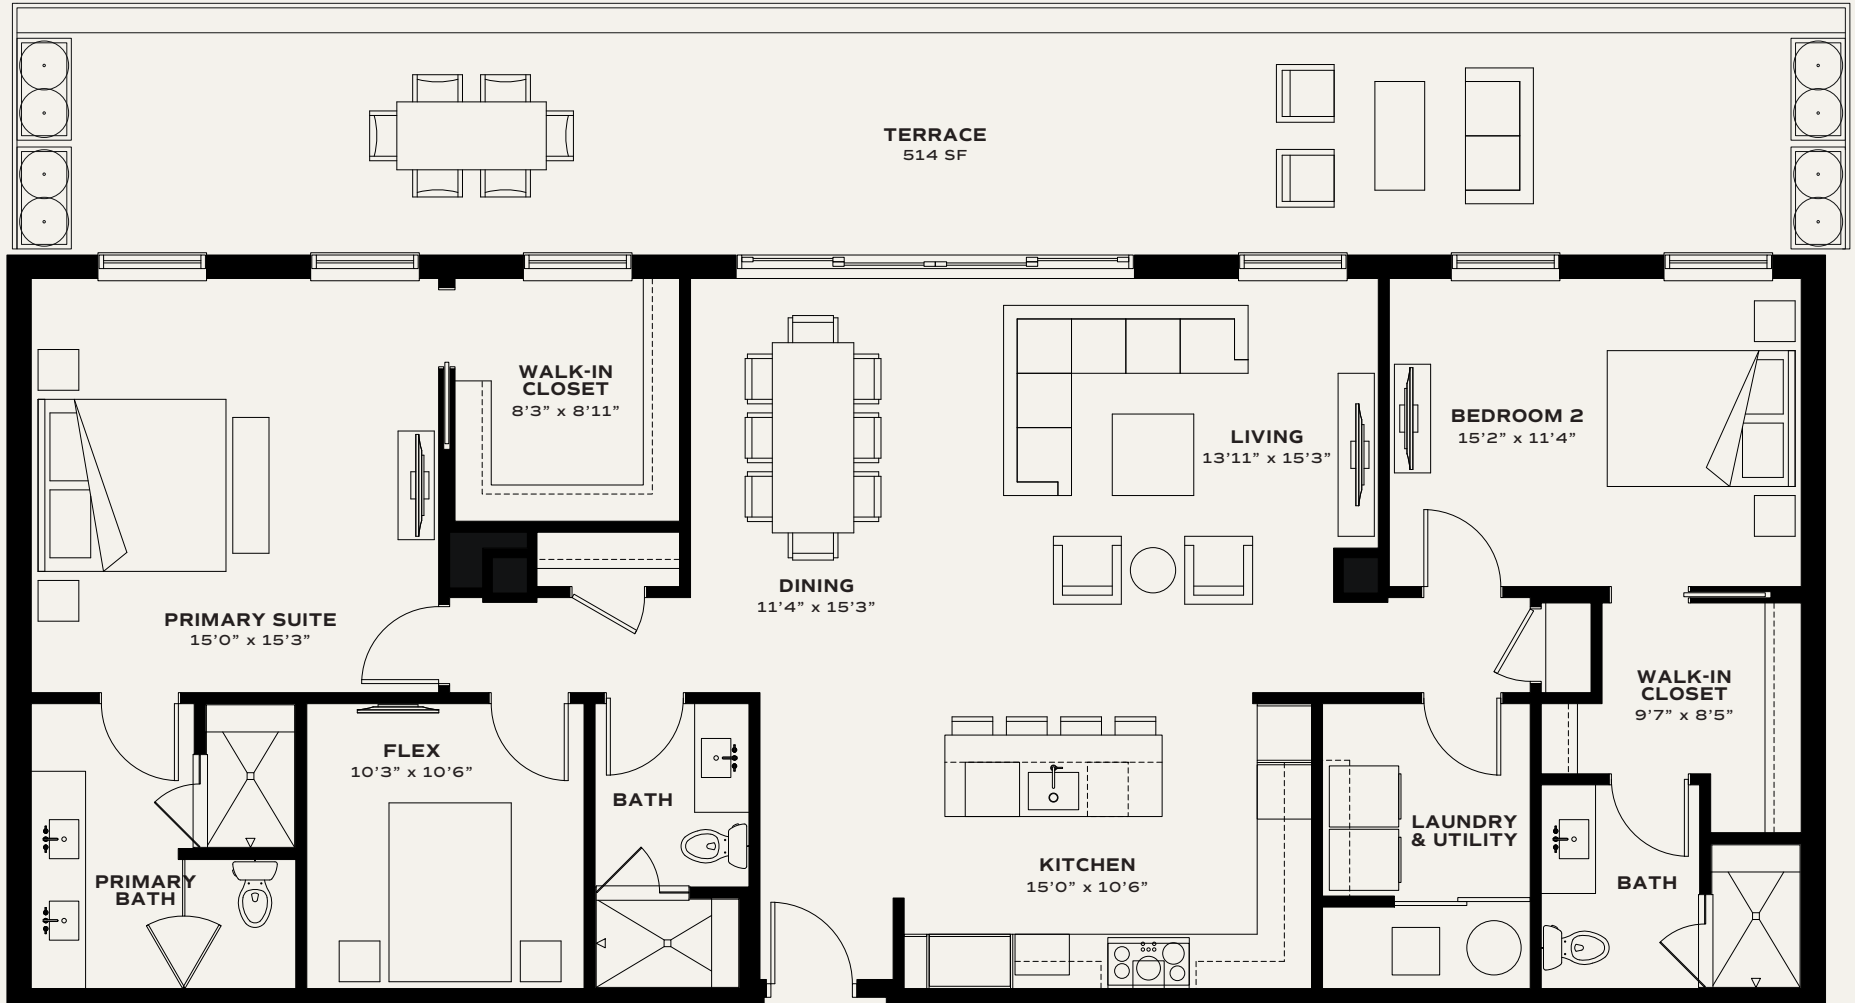 TERRACE
514 SF
WALK-IN
CLOSET
8’3” x 8’11”
PRIMARY SUITE
15’0” x 15’3”
DINING
11’4” x 15’3”
LIVING
13’11” x 15’3”
BEDROOM 2
15’2” x 11’4”
WALK-IN
CLOSET
9’7” x 8’5”
FLEX
10’3” x 10’6”
BATH
PRIMARY
BATH
KITCHEN
15’0” x 10’6”
LAUNDRY
& UTILITY
BATH